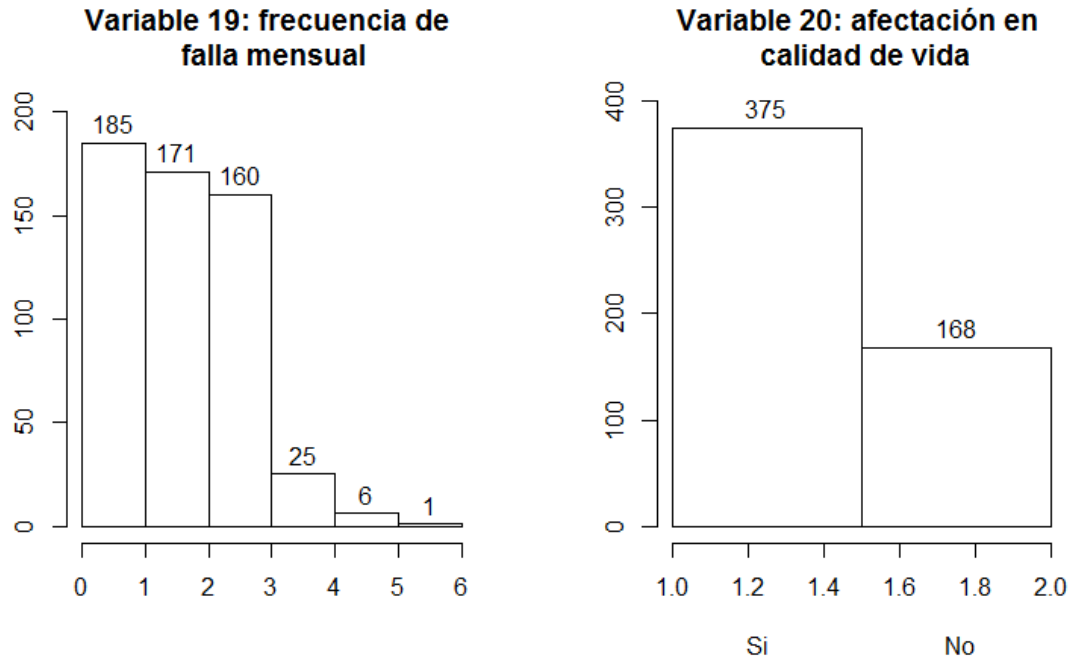 Variable 19: frecuencia de
falla mensual
200
150
100
50
0
185
171
160
25
6
1
0 1 2 3 4 5 6
Variable 20: afectación en
calidad de vida
400
300
200
100
0
375
168
1.0 1.2 1.4 1.6 1.8 2.0
Si No